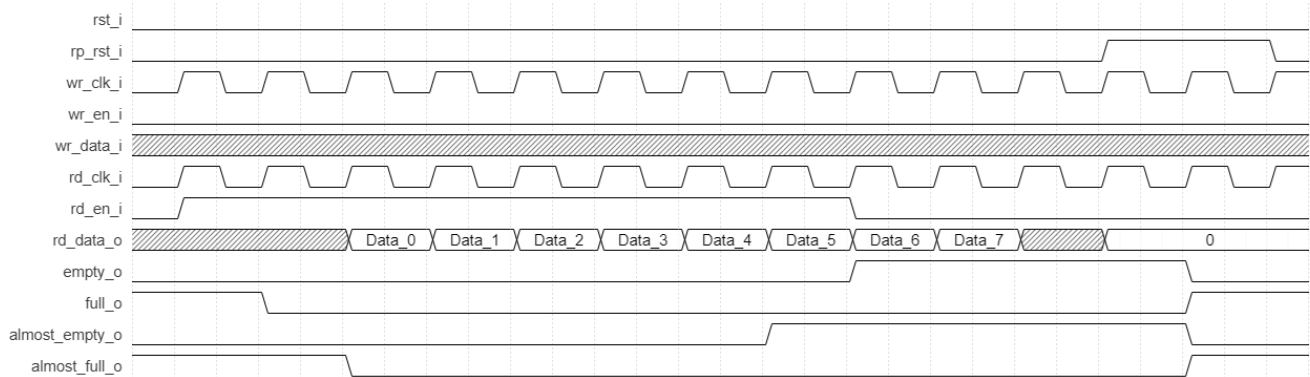 rst_i
rp_rst_i
wr_clk_i
wr_en_i
wr_data_i
rd_clk_i
rd_en_i
rd_data_o Data_0 Data_1 Data_2 Data_3 Data_4 Data_5 Data_6 Data_7 0
empty_o
full_o
almost_empty_o
almost_full_o